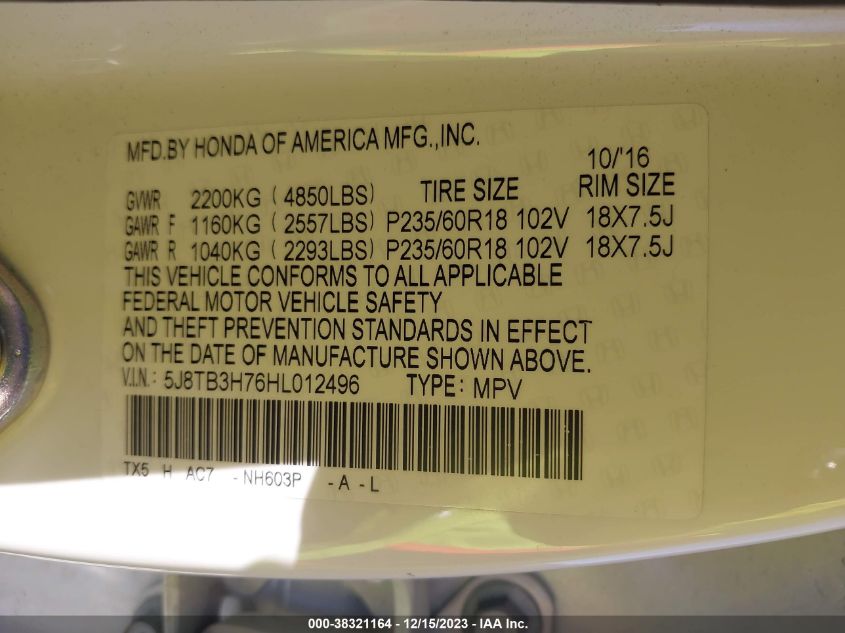 MFD.BY HONDA OF AMERICA MFG.,INC.
10/'16
GVWR 2200KG ( 4850LBS) TIRE SIZE RIM SIZE
GAWR F 1160KG ( 2557LBS) P235/60R18 102V 18X7.5J
GAWR R 1040KG ( 2293LBS) P235/60R18 102V 18X7.5J
THIS VEHICLE CONFORMS TO ALL APPLICABLE
FEDERAL MOTOR VEHICLE SAFETY
AND THEFT PREVENTION STANDARDS IN EFFECT
ON THE DATE OF MANUFACTURE SHOWN ABOVE.
V.I.N.: 5J8TB3H76HL012496 TYPE: MPV
TX5 H AC7 -NH603P -A-L
000-38321164 - 12/15/2023 - IAA Inc.